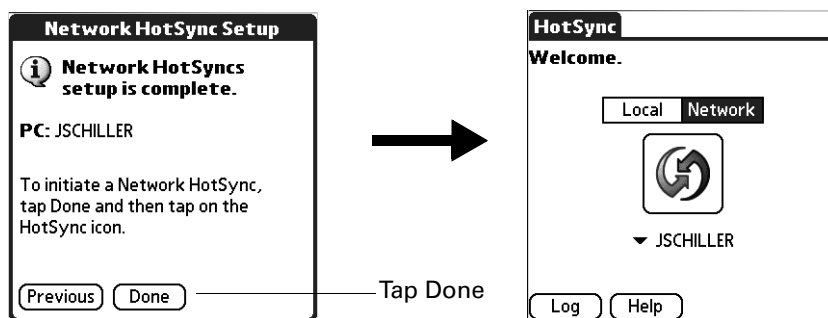 Network HotSync Setup
Network HotSyncs
setup is complete.
PC: JSCHILLER
To initiate a Network HotSync,
tap Done and then tap on the
HotSync icon.
Previous Done
Tap Done
HotSync
Welcome.
Local Network
JSCHILLER
Log Help